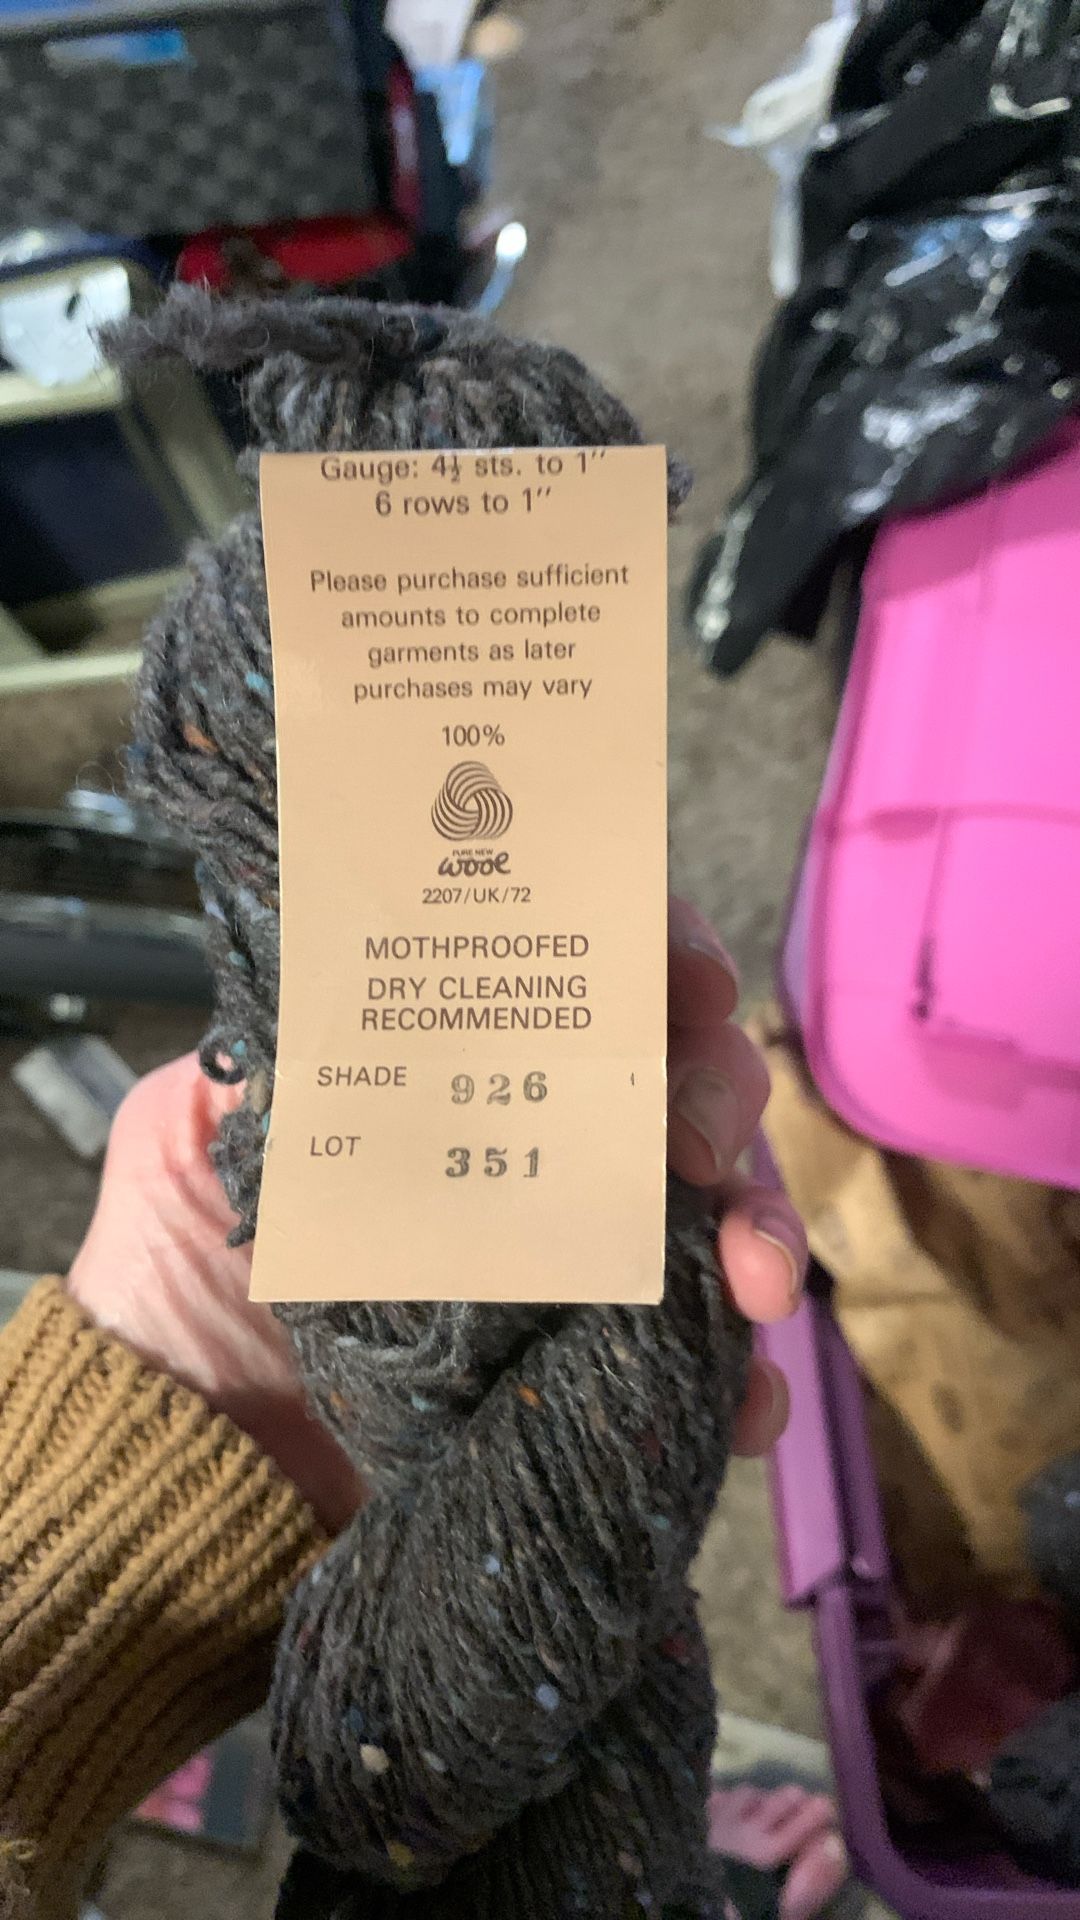 Gauge: 4½ sts. to 1″
6 rows to 1″
Please purchase sufficient
amounts to complete
garments as later
purchases may vary
100%
PURE NEW
wool
2207/UK/72
MOTHPROOFED
DRY CLEANING
RECOMMENDED
SHADE 926
LOT 351